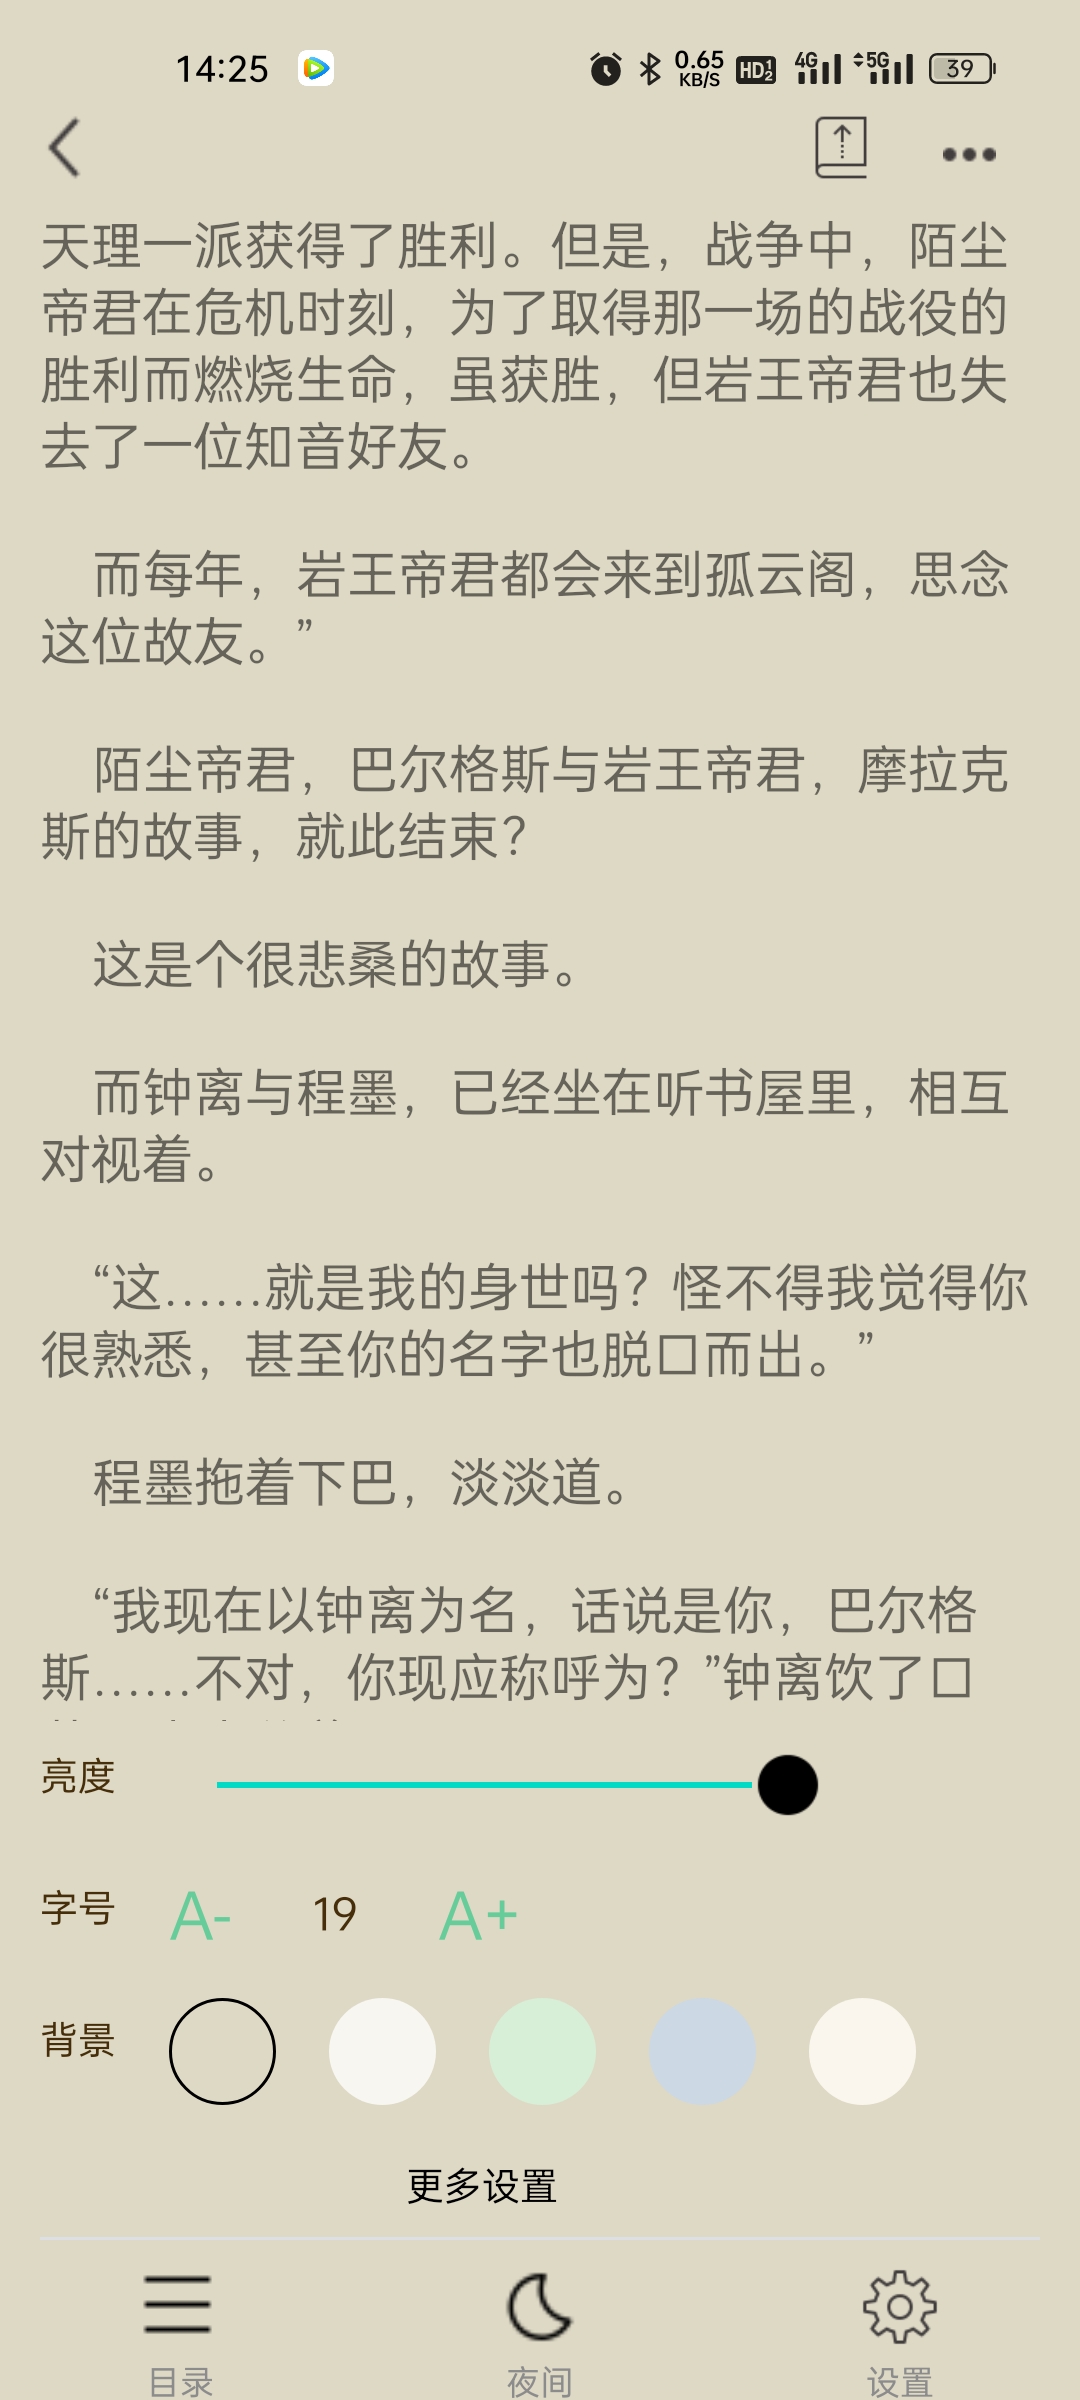 14:25
0.65
KB/S
HD 1 2
4G
5G
39
天理一派获得了胜利。但是，战争中，陌尘
帝君在危机时刻，为了取得那一场的战役的
胜利而燃烧生命，虽获胜，但岩王帝君也失
去了一位知音好友。
而每年，岩王帝君都会来到孤云阁，思念
这位故友。”
陌尘帝君，巴尔格斯与岩王帝君，摩拉克
斯的故事，就此结束？
这是个很悲桑的故事。
而钟离与程墨，已经坐在听书屋里，相互
对视着。
“这……就是我的身世吗？怪不得我觉得你
很熟悉，甚至你的名字也脱口而出。”
程墨拖着下巴，淡淡道。
“我现在以钟离为名，话说是你，巴尔格
斯……不对，你现应称呼为？”钟离饮了口
亮度
字号 A- 19 A+
背景
更多设置
目录 夜间 设置